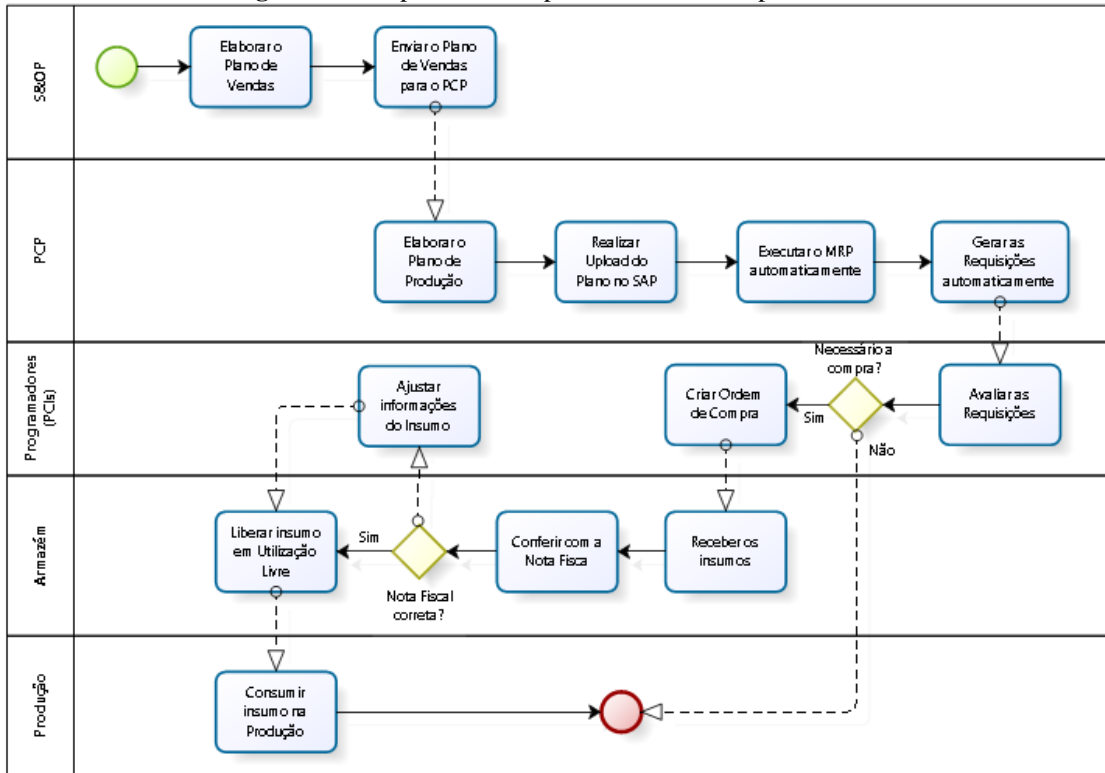 S&OP
Elaborar o
Plano de
Vendas
Enviar o Plano
de Vendas
para o PCP
PCP
Elaborar o
Plano de
Produção
Realizar
Upload do
Plano no SAP
Executar o MRP
automaticamente
Gerar as
Requisições
automaticamente
Programadores
(PCIs)
Ajustar
informações
do Insumo
Criar Ordem
de Compra
Sim
Necessário a
compra?
Não
Avaliar as
Requisições
Armazém
Liberar insumo
em Utilização
Livre
Sim
Nota Fiscal
correta?
Conferir com a
Nota Fisca
Receber os
insumos
Produção
Consumir
insumo na
Produção